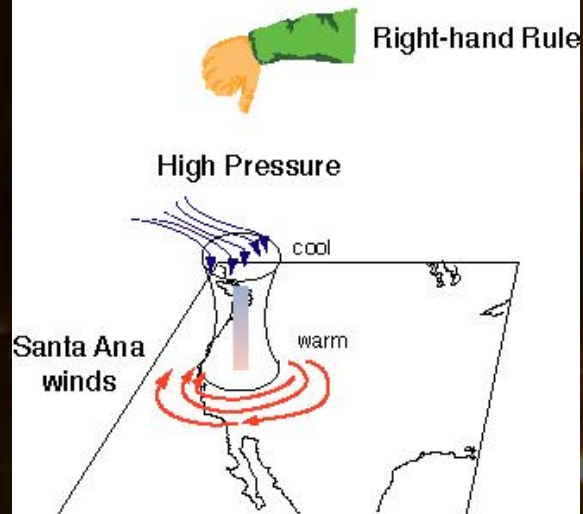 Right-hand Rule
High Pressure
cool
warm
Santa Ana
winds